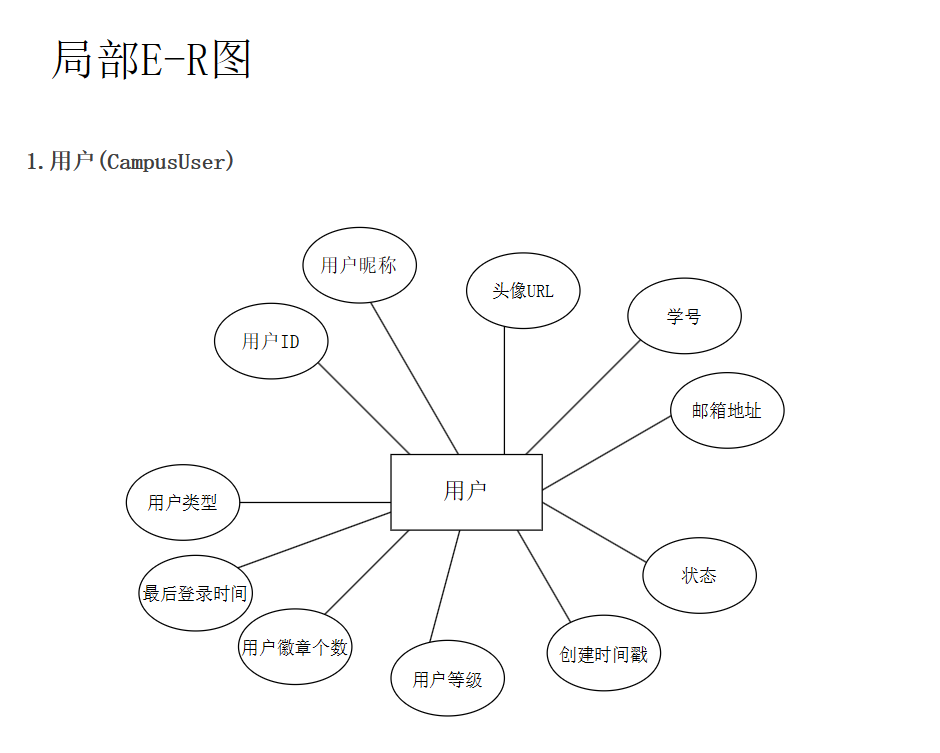 局部E-R图
1.用户(CampusUser)
用户昵称
头像URL
学号
用户ID
邮箱地址
用户
用户类型
状态
最后登录时间
用户徽章个数
创建时间戳
用户等级